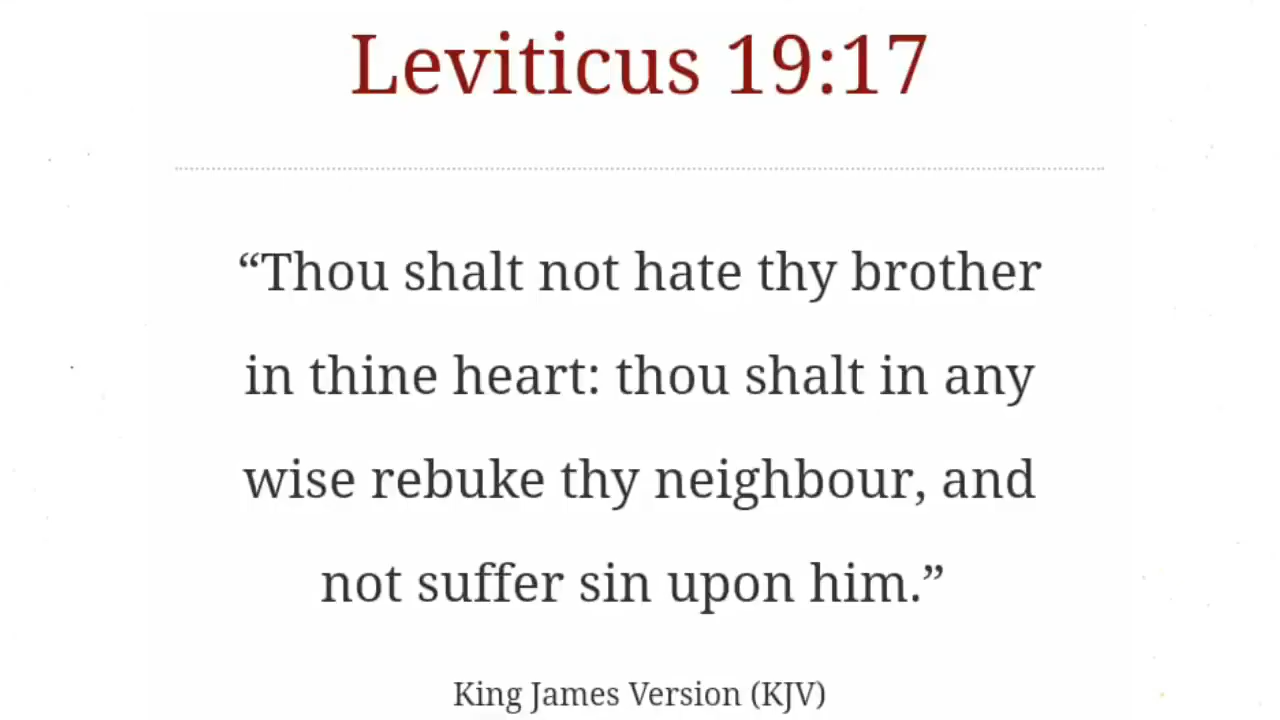 Leviticus 19:17
“Thou shalt not hate thy brother
in thine heart: thou shalt in any
wise rebuke thy neighbour, and
not suffer sin upon him.”
King James Version (KJV)